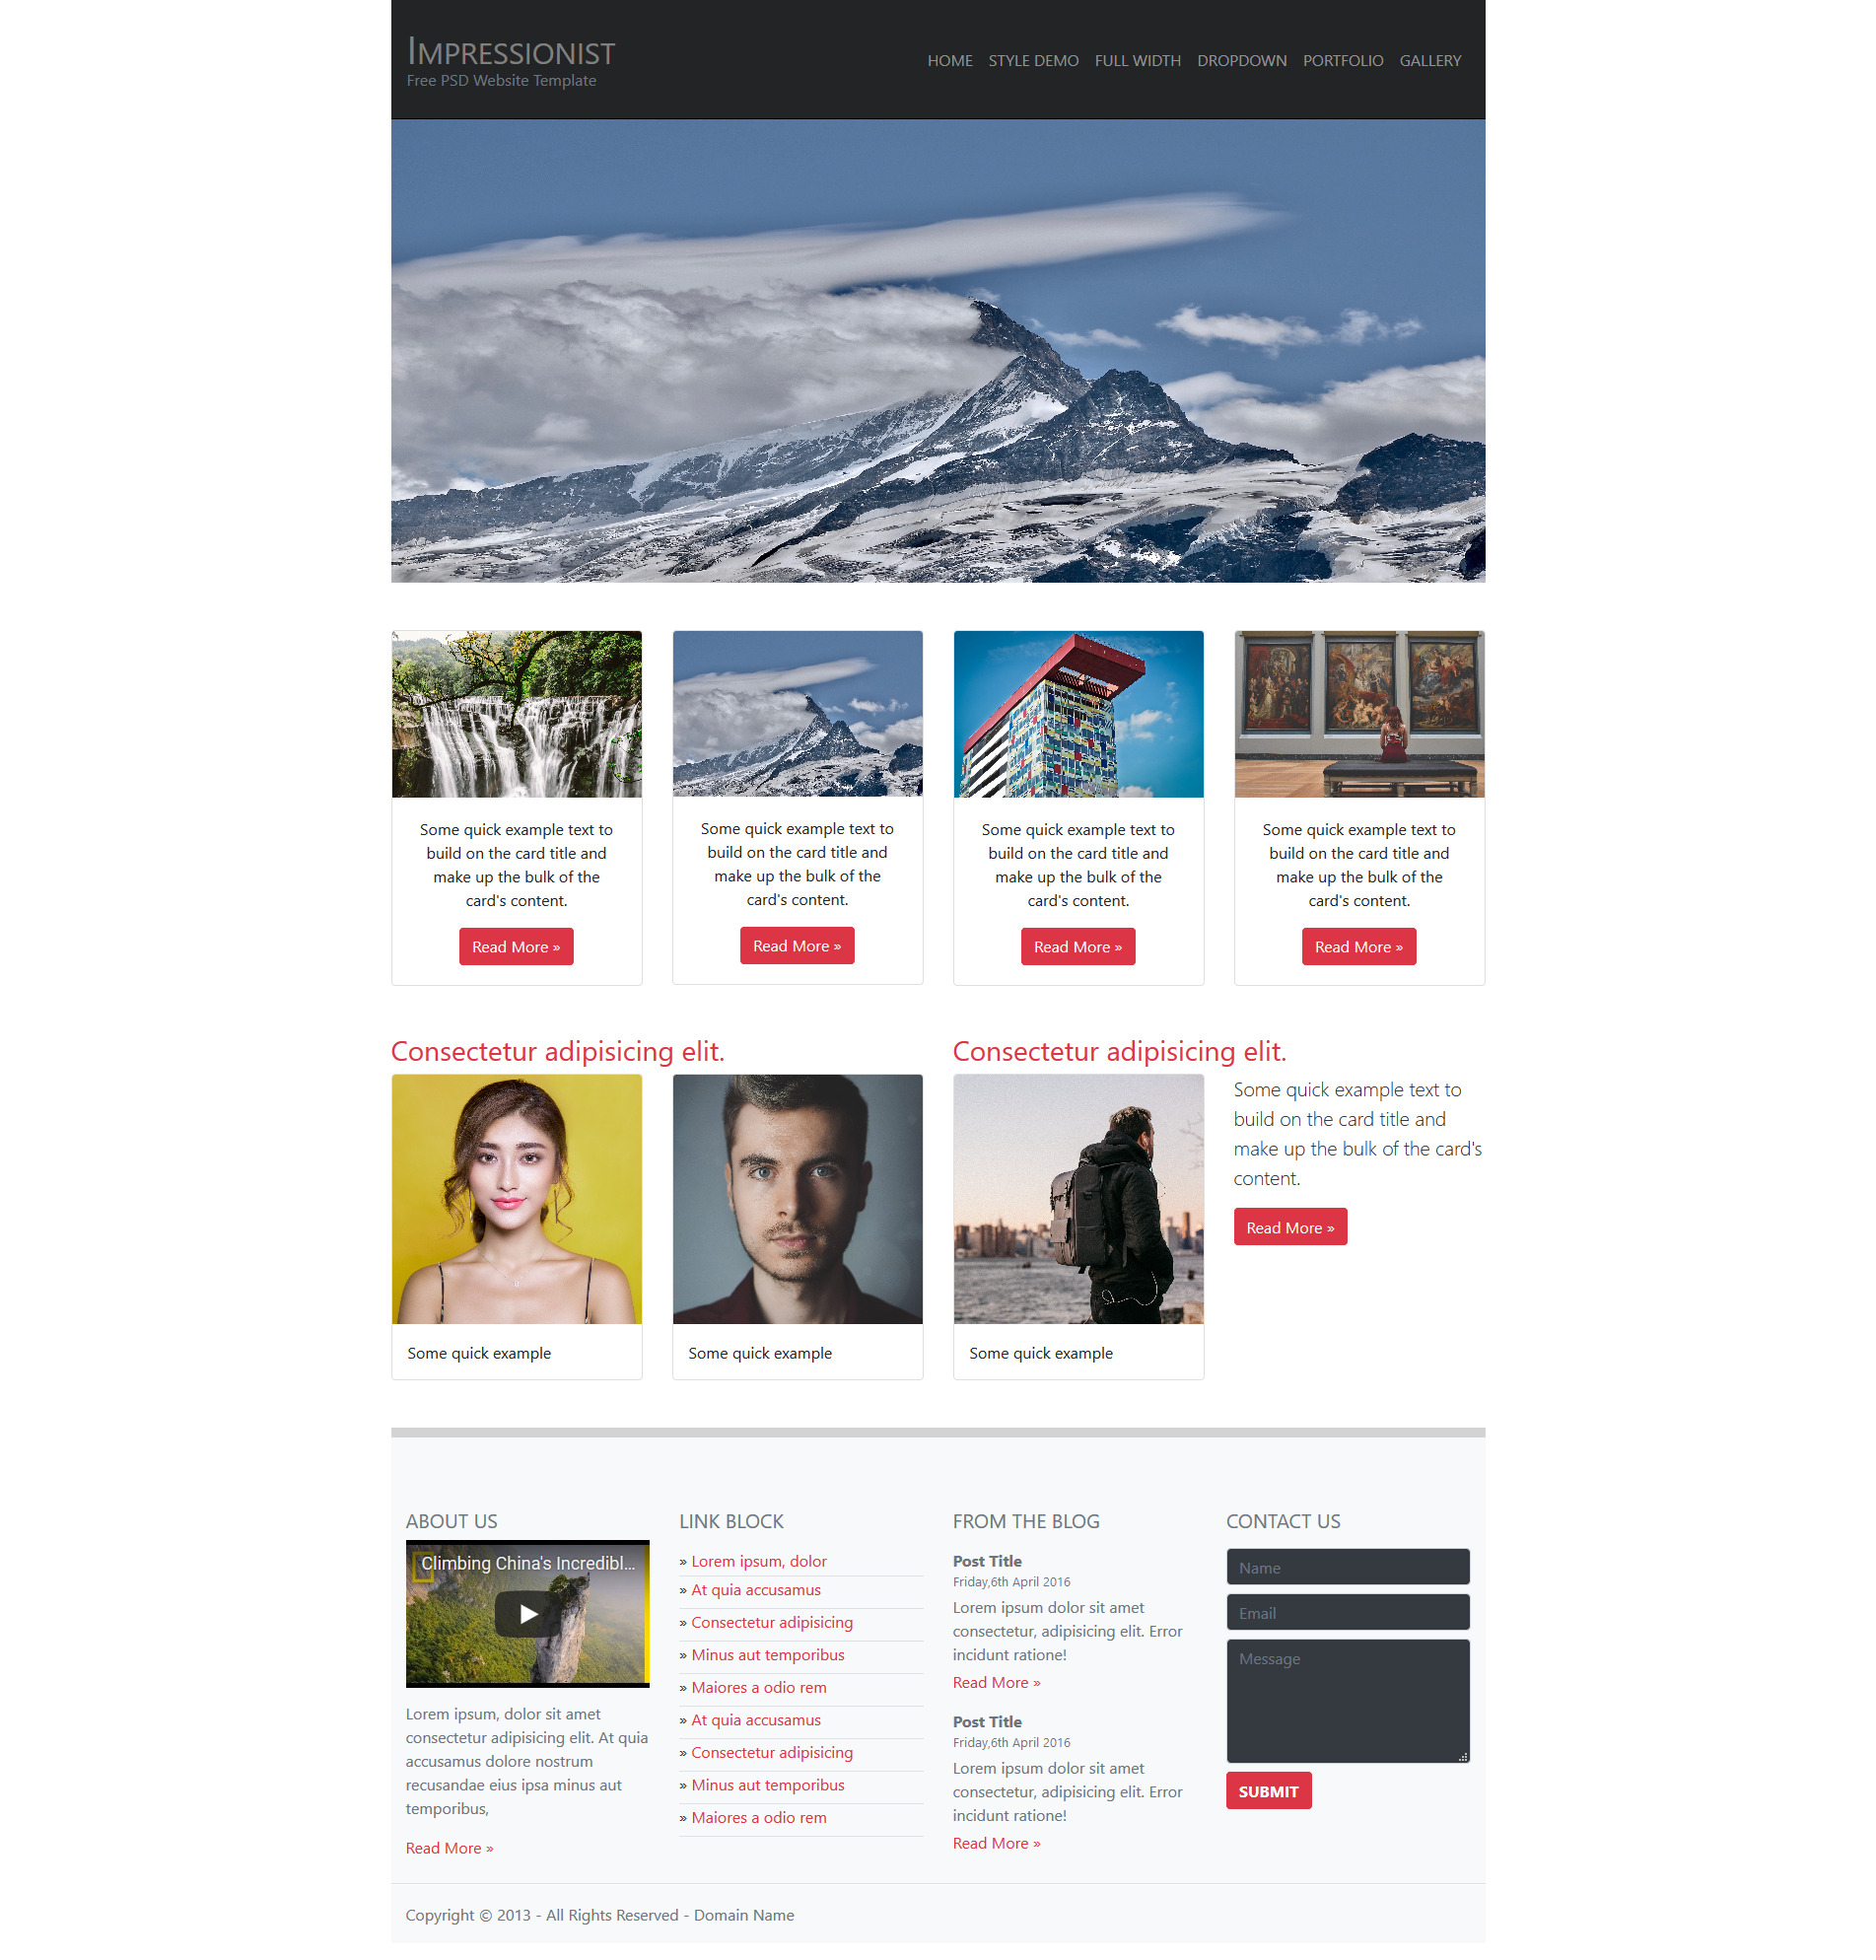 IMPRESSIONIST
Free PSD Website Template
HOME STYLE DEMO FULL WIDTH DROPDOWN PORTFOLIO GALLERY
Some quick example text to
build on the card title and
make up the bulk of the
card's content.
Read More »
Some quick example text to
build on the card title and
make up the bulk of the
card's content.
Read More »
Some quick example text to
build on the card title and
make up the bulk of the
card's content.
Read More »
Some quick example text to
build on the card title and
make up the bulk of the
card's content.
Read More »
Consectetur adipisicing elit.
Some quick example
Some quick example
Consectetur adipisicing elit.
Some quick example
Some quick example text to
build on the card title and
make up the bulk of the card's
content.
Read More »
ABOUT US
Climbing China's Incredibl...
Lorem ipsum, dolor sit amet
consectetur adipisicing elit. At quia
accusamus dolore nostrum
recusandae eius ipsa minus aut
temporibus,
Read More »
LINK BLOCK
» Lorem ipsum, dolor
» At quia accusamus
» Consectetur adipisicing
» Minus aut temporibus
» Maiores a odio rem
» At quia accusamus
» Consectetur adipisicing
» Minus aut temporibus
» Maiores a odio rem
FROM THE BLOG
Post Title
Friday,6th April 2016
Lorem ipsum dolor sit amet
consectetur, adipisicing elit. Error
incidunt ratione!
Read More »
Post Title
Friday,6th April 2016
Lorem ipsum dolor sit amet
consectetur, adipisicing elit. Error
incidunt ratione!
Read More »
CONTACT US
Name
Email
Message
SUBMIT
Copyright © 2013 - All Rights Reserved - Domain Name